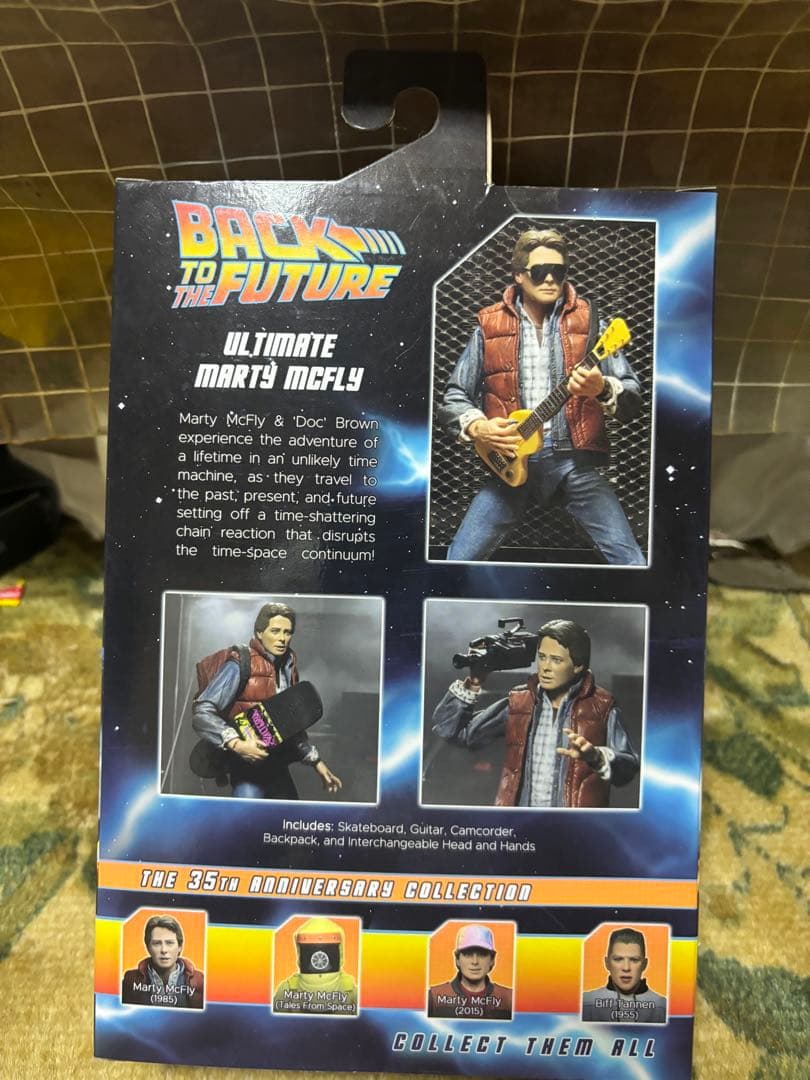 BACK
TO
THE FUTURE
ULTIMATE
MARTY MCFLY
Marty McFly & 'Doc' Brown
experience the adventure of
a lifetime in an unlikely time
machine, as they travel to
the past, present, and future
setting off a time-shattering
chain reaction that disrupts
the time-space continuum!
Includes: Skateboard, Guitar, Camcorder,
Backpack, and Interchangeable Head and Hands
THE 35TH ANNIVERSARY COLLECTION
Marty McFly
(1985)
Marty McFly
(Tales From Space)
Marty McFly
(2015)
Biff Tannen
(1955)
COLLECT THEM ALL